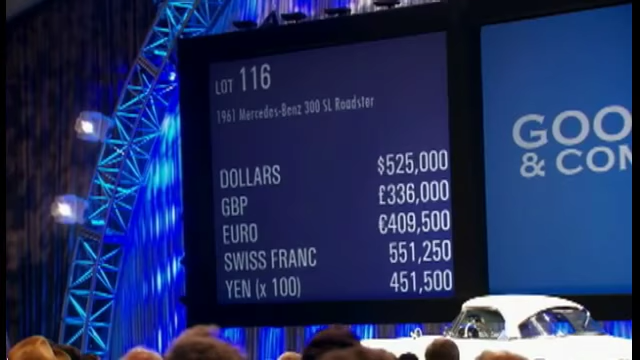 LOT 116
1961 Mercedes-Benz 300 SL Roadster
DOLLARS $525,000
GBP £336,000
EURO €409,500
SWISS FRANC 551,250
YEN (x 100) 451,500
GOO
& COM